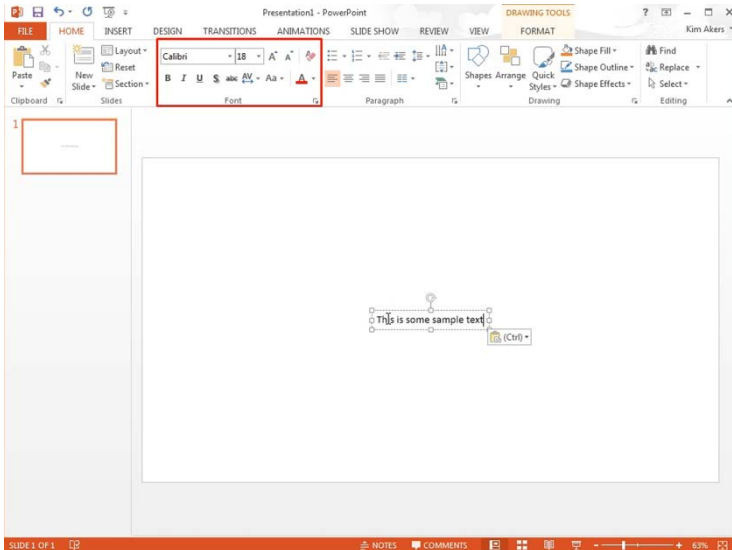 Presentation1 - PowerPoint
DRAWING TOOLS
?
FILE HOME INSERT DESIGN TRANSITIONS ANIMATIONS SLIDE SHOW REVIEW VIEW FORMAT Kim Akers
Paste
Clipboard
New
Slide
Layout
Reset
Section
Slides
Calibri 18 A A
B I U S abc AV Aa A
Font
Paragraph
Shapes
Arrange
Quick
Styles
Shape Fill
Shape Outline
Shape Effects
Drawing
Find
Replace
Select
Editing
1
This is some sample text
(Ctrl)
SLIDE 1 OF 1 NOTES COMMENTS 63%